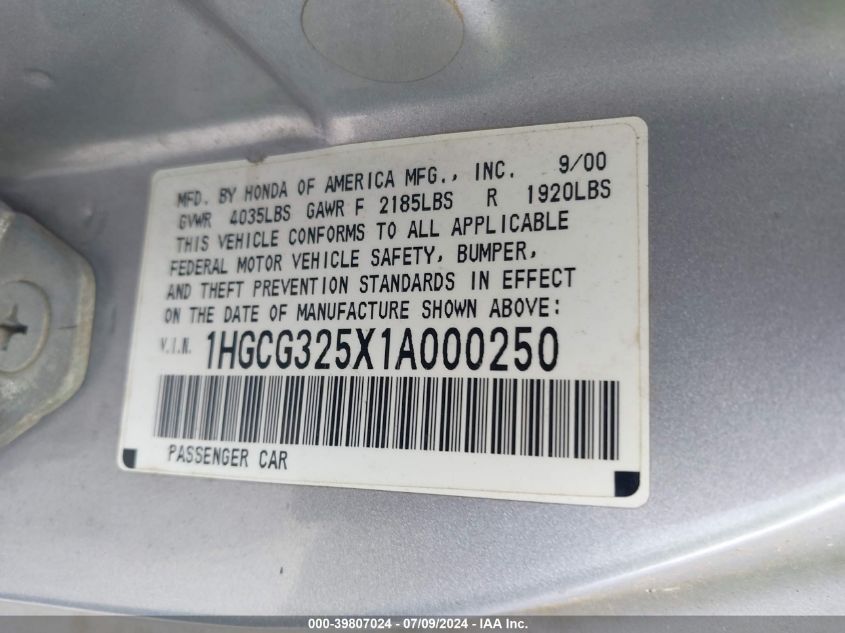 MFD. BY HONDA OF AMERICA MFG., INC. 9/00
GVWR 4035LBS GAWR F 2185LBS R 1920LBS
THIS VEHICLE CONFORMS TO ALL APPLICABLE
FEDERAL MOTOR VEHICLE SAFETY, BUMPER,
AND THEFT PREVENTION STANDARDS IN EFFECT
ON THE DATE OF MANUFACTURE SHOWN ABOVE:
V.I.N. 1HGCG325X1A000250
PASSENGER CAR
000-39807024 - 07/09/2024 - IAA Inc.